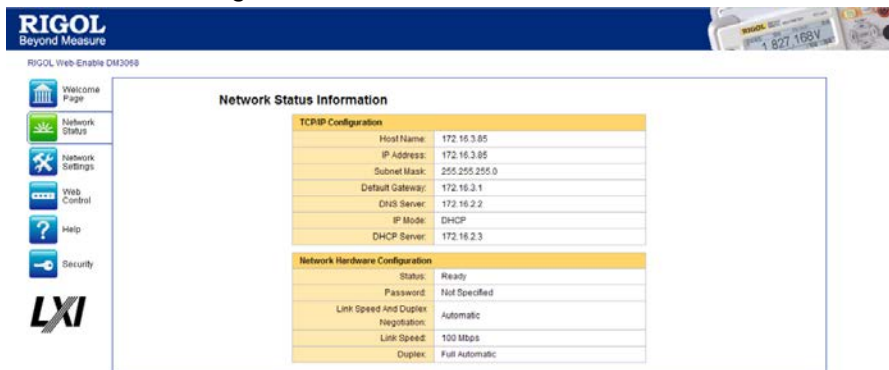 RIGOL
Beyond Measure
RIGOL
1.827,168V
RIGOL Web-Enable DM3068
Welcome
Page
Network
Status
Network
Settings
Web
Control
Help
Security
LXI
Network Status Information
TCP/IP Configuration
Host Name: 172.16.3.85
IP Address: 172.16.3.85
Subnet Mask: 255.255.255.0
Default Gateway: 172.16.3.1
DNS Server: 172.16.2.2
IP Mode: DHCP
DHCP Server: 172.16.2.3
Network Hardware Configuration
Status: Ready
Password: Not Specified
Link Speed And Duplex
Negotiation: Automatic
Link Speed: 100 Mbps
Duplex: Full Automatic